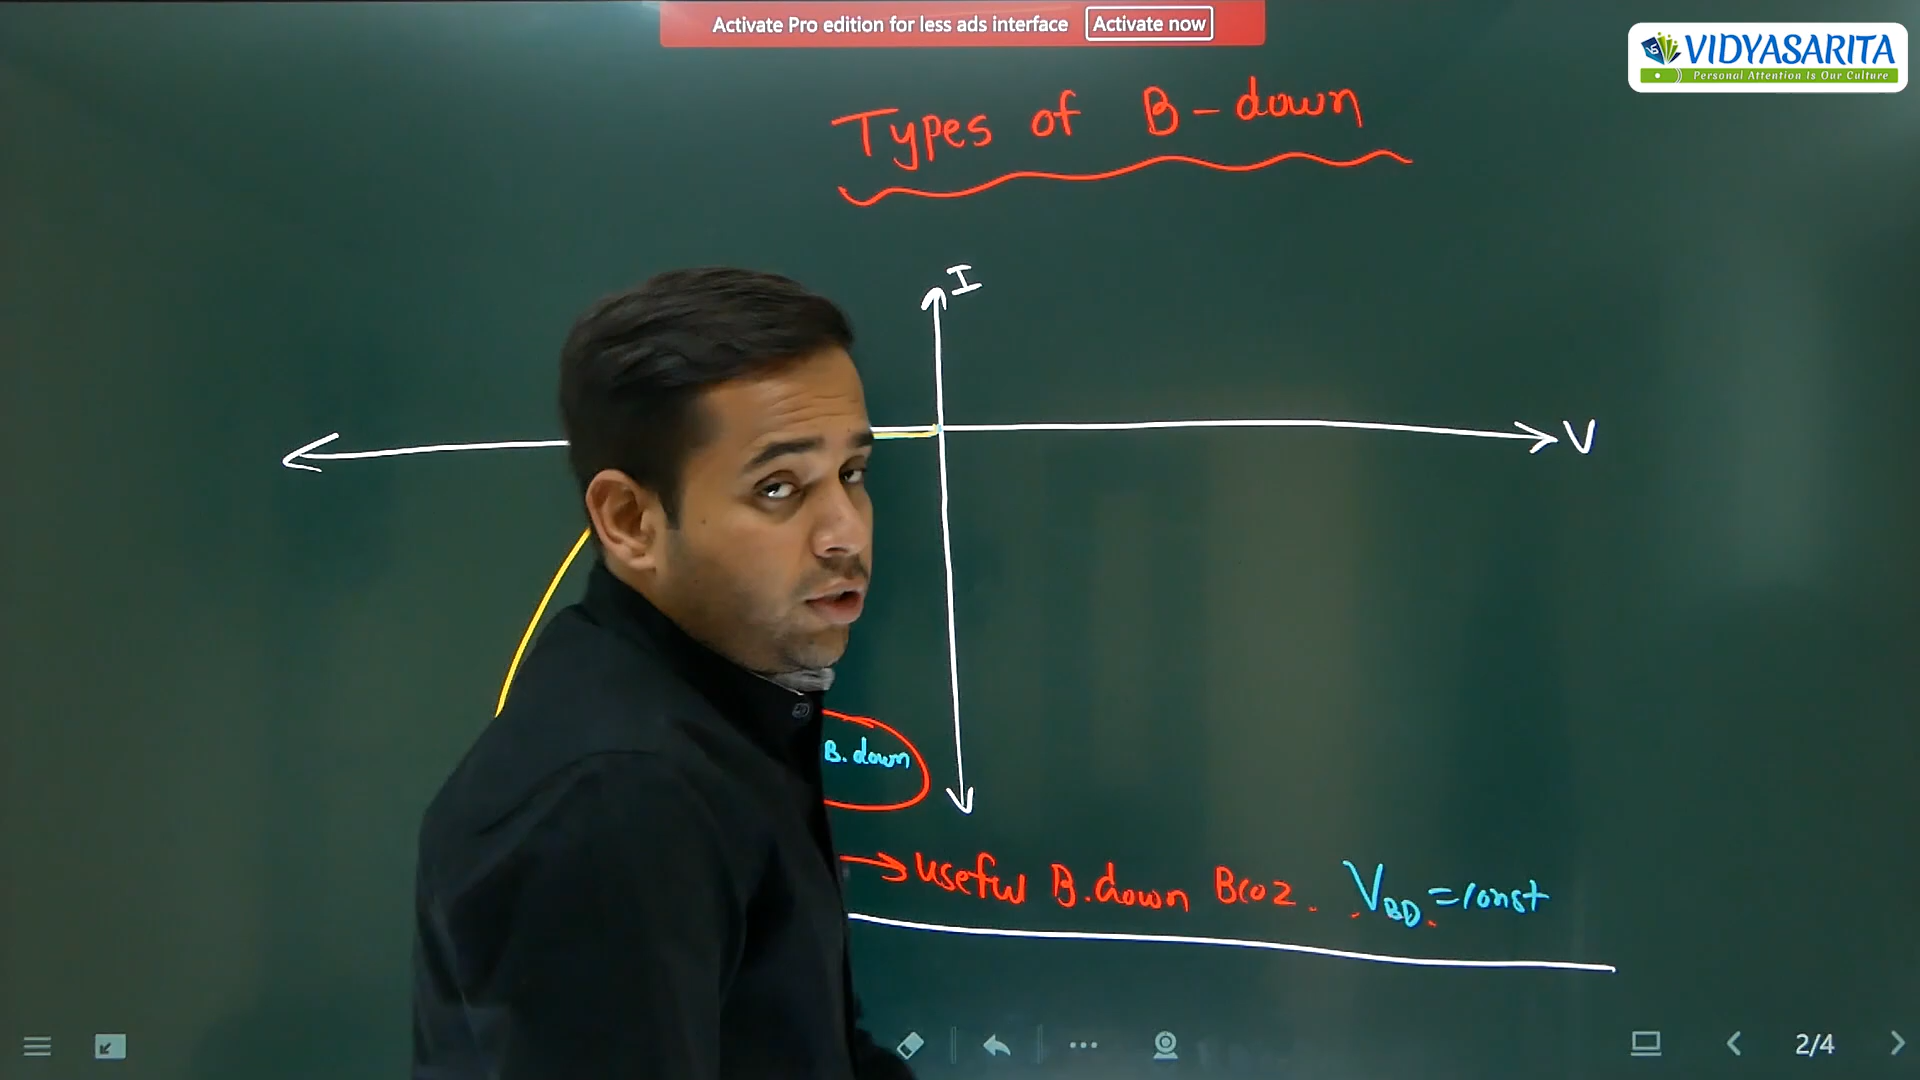 Activate Pro edition for less ads interface Activate now
VIDYASARITA
Personal Attention Is Our Culture
Types of B-down
I
V
B. down
useful B.down Bcoz. VBD = const
2/4